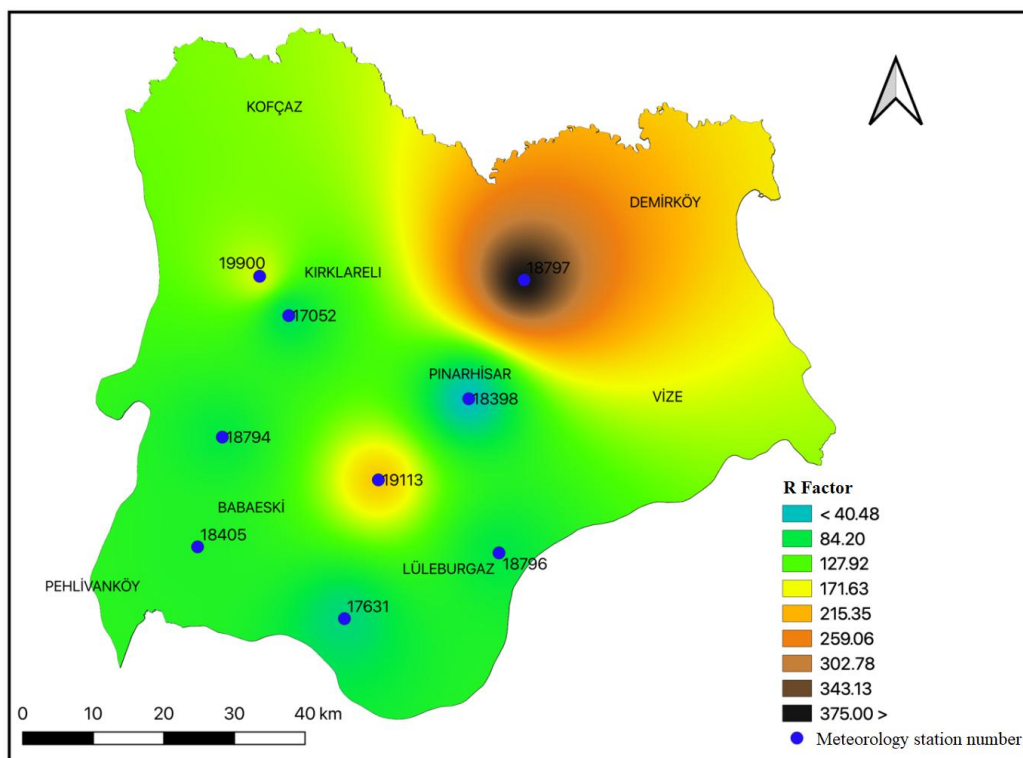 KOFÇAZ
DEMİRKÖY
19900
KIRKLARELI
18797
17052
PINARHİSAR
18398
VİZE
18794
19113
BABAESKİ
18405
LÜLEBURGAZ
18796
PEHLİVANKÖY
17631
R Factor
< 40.48
84.20
127.92
171.63
215.35
259.06
302.78
343.13
375.00 >
Meteorology station number
0 10 20 30 40 km